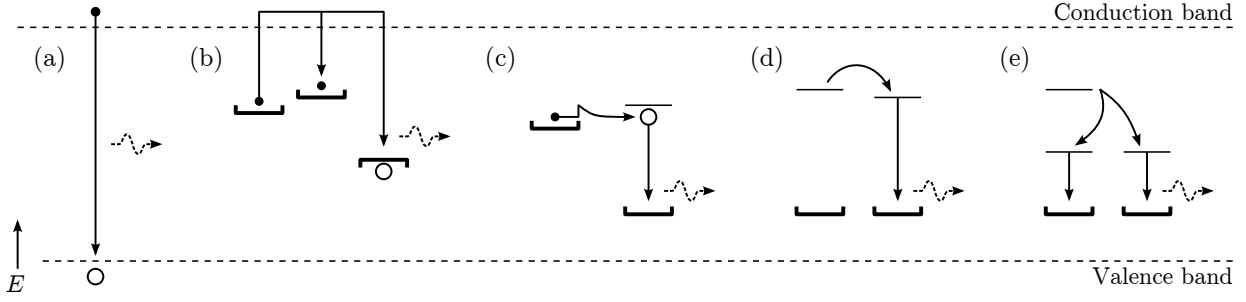 Conduction band
(a)
(b)
(c)
(d)
(e)
E
Valence band